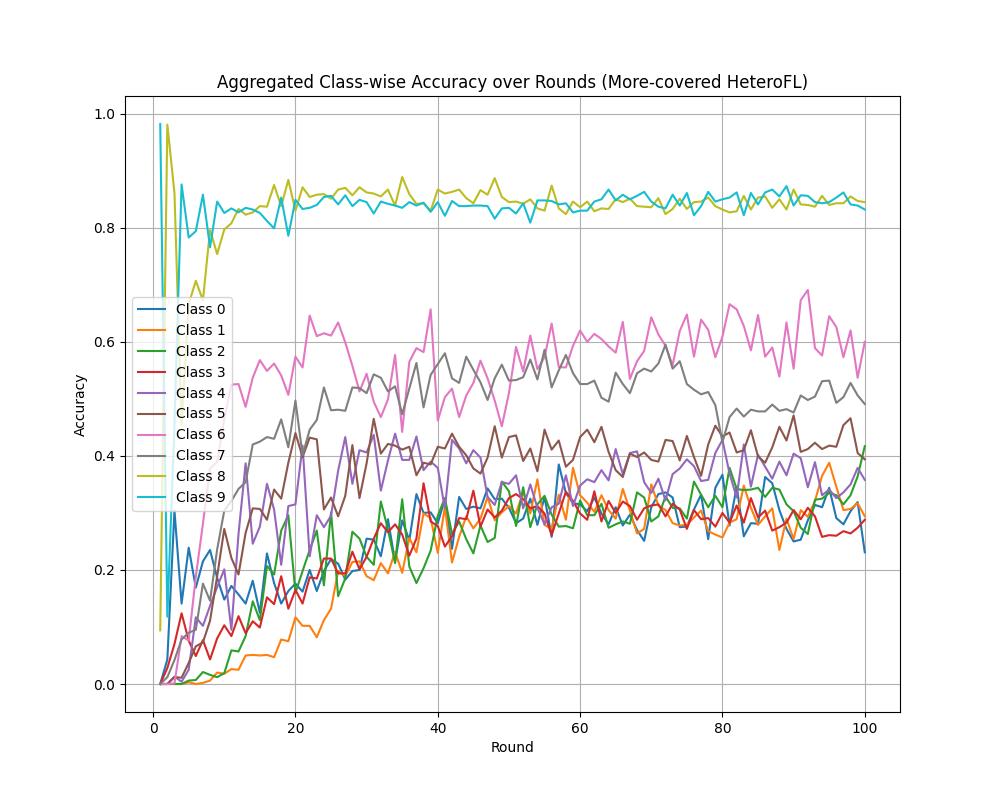 Aggregated Class-wise Accuracy over Rounds (More-covered HeteroFL)
1.0
0.8
0.6
0.4
0.2
0.0
Accuracy
Class 0
Class 1
Class 2
Class 3
Class 4
Class 5
Class 6
Class 7
Class 8
Class 9
0 20 40 60 80 100
Round